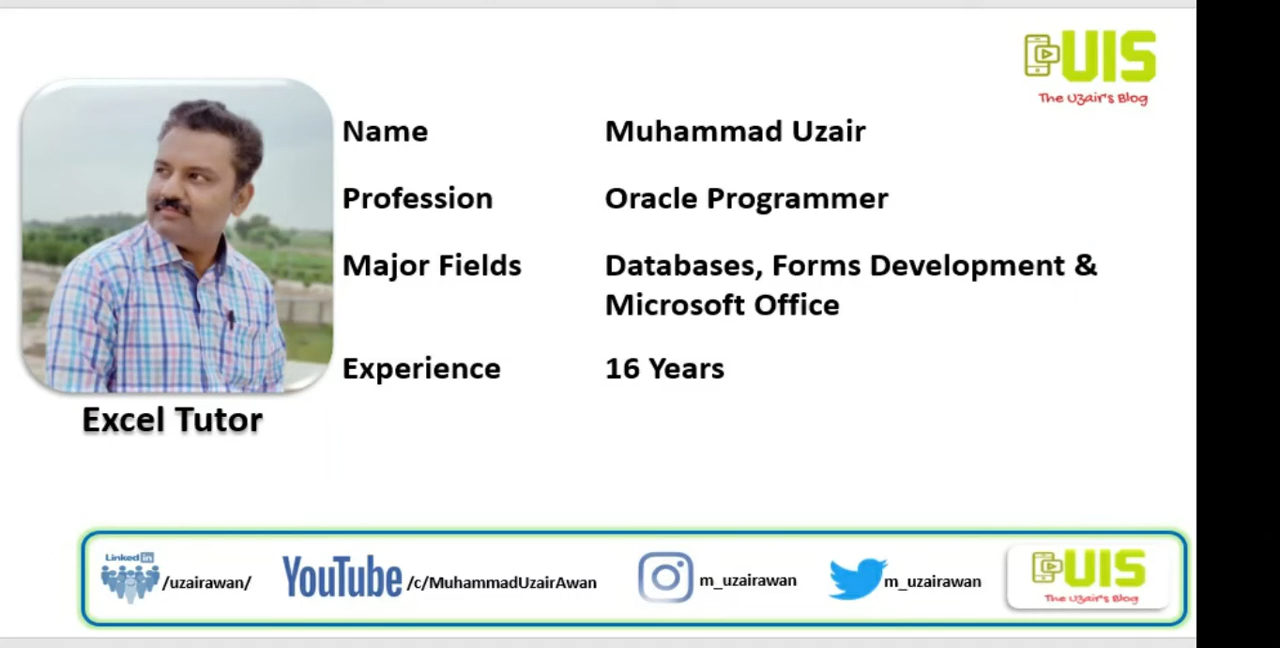 UIS
The Uzair's Blog
Name Muhammad Uzair
Profession Oracle Programmer
Major Fields Databases, Forms Development &
Microsoft Office
Experience 16 Years
Excel Tutor
Linked in /uzairawan/
YouTube /c/MuhammadUzairAwan
m_uzairawan
m_uzairawan
UIS
The Uzair's Blog